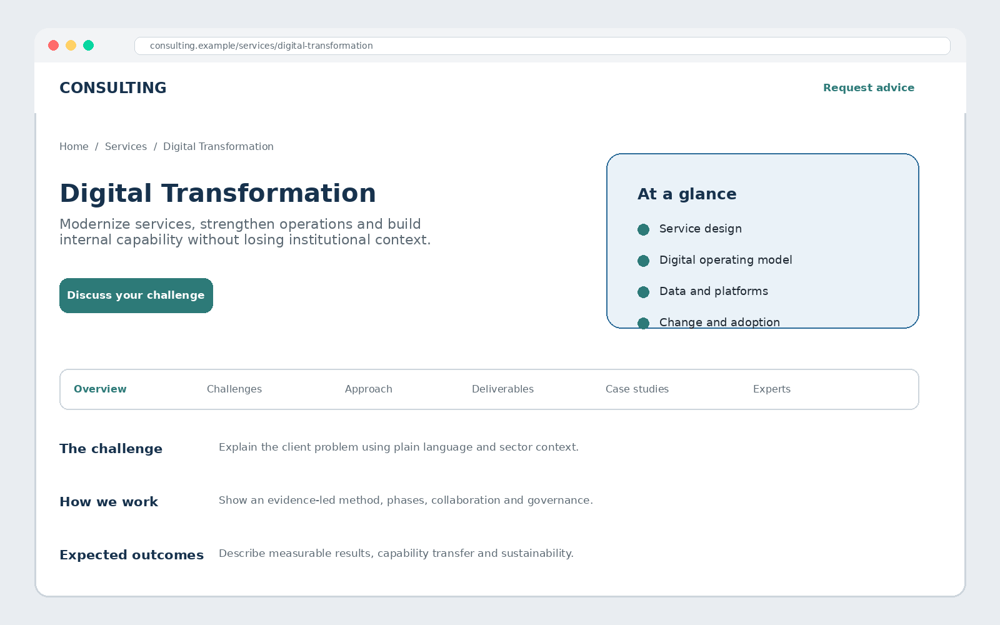 consulting.example/services/digital-transformation
CONSULTING
Request advice
Home / Services / Digital Transformation
Digital Transformation
Modernize services, strengthen operations and build
internal capability without losing institutional context.
Discuss your challenge
At a glance
Service design
Digital operating model
Data and platforms
Change and adoption
Overview Challenges Approach Deliverables Case studies Experts
The challenge Explain the client problem using plain language and sector context.
How we work Show an evidence-led method, phases, collaboration and governance.
Expected outcomes Describe measurable results, capability transfer and sustainability.